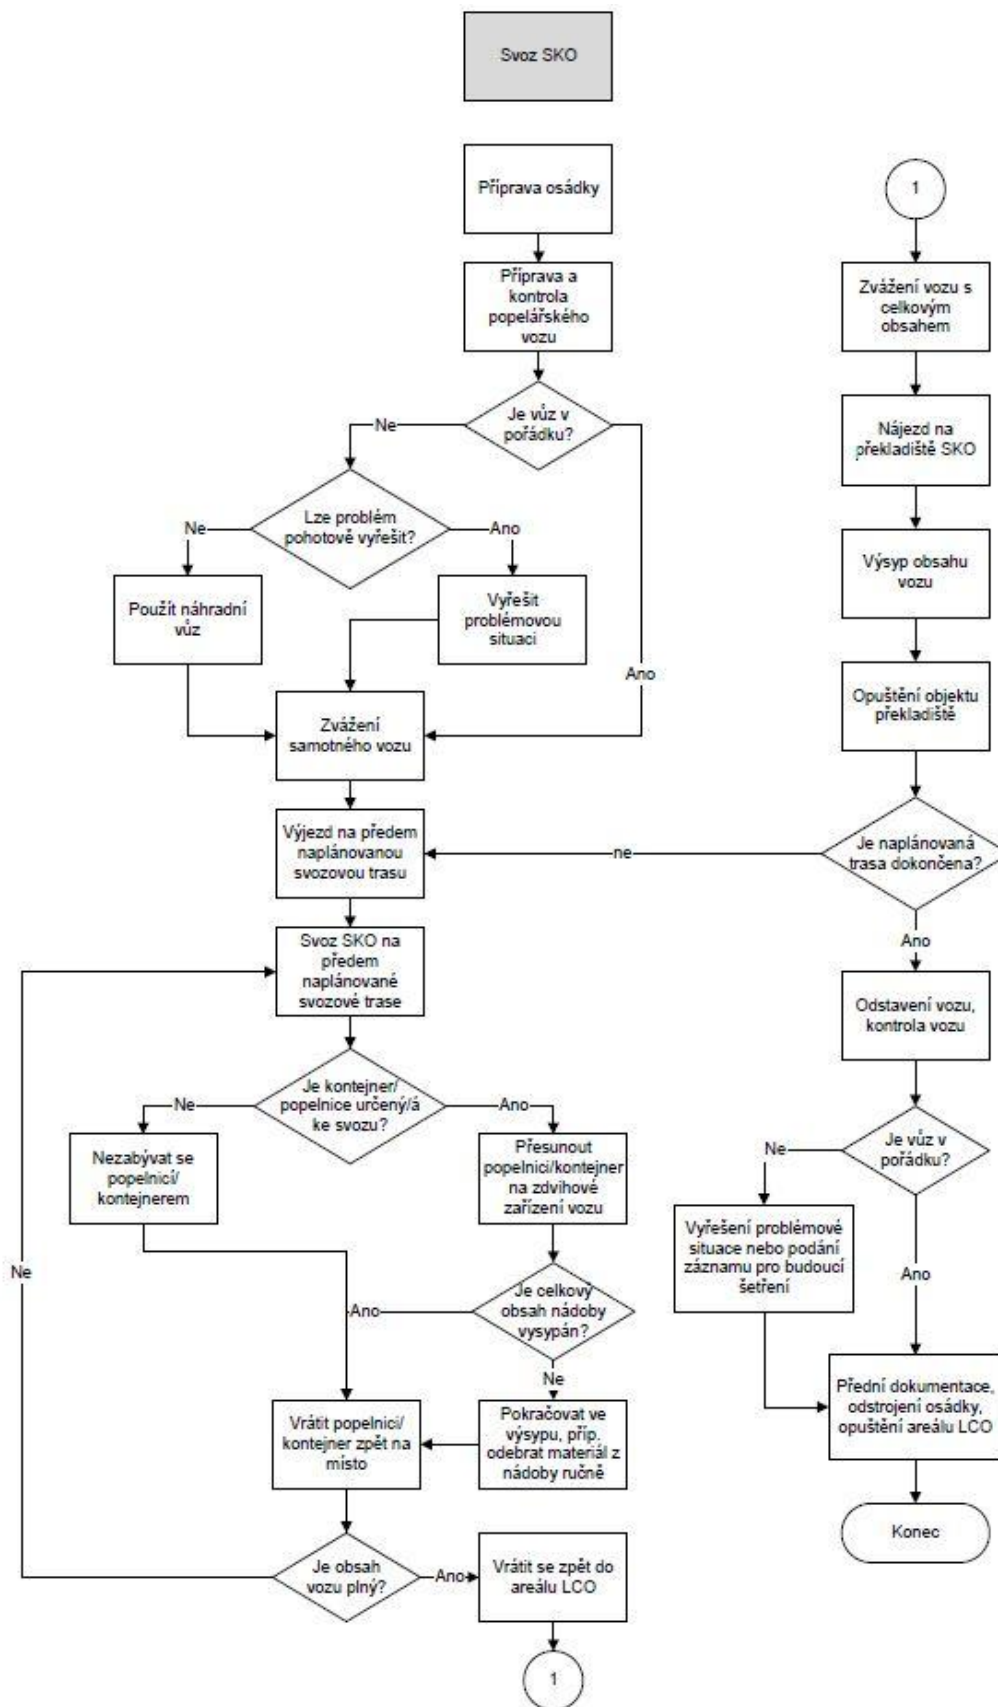 Svoz SKO
Příprava osádky
Příprava a
kontrola
popelářského
vozu
Je vůz v
pořádku?
Ne
Ano
Lze problém
pohotově vyřešit?
Ne
Ano
Použít náhradní
vůz
Vyřešit
problémovou
situaci
Zvážení
samotného vozu
Výjezd na předem
naplánovanou
svozovou trasu
Svoz SKO na
předem
naplánované
svozové trase
Je kontejner/
popelnice určený/á
ke svozu?
Ne
Ano
Nezabývat se
popelnicí/
kontejnerem
Přesunout
popelnici/kontejner
na zdvihové
zařízení vozu
Je celkový
obsah nádoby
vysypán?
Ano
Ne
Pokračovat ve
výsypu, příp.
odebrat materiál z
nádoby ručně
Vrátit popelnici/
kontejner zpět na
místo
Je obsah
vozu plný?
Ne
Ano
Vrátit se zpět do
areálu LCO
1
1
Zvážení vozu s
celkovým
obsahem
Nájezd na
překladiště SKO
Výsyp obsahu
vozu
Opuštění objektu
překladiště
Je naplánovaná
trasa dokončena?
ne
Ano
Odstavení vozu,
kontrola vozu
Je vůz v
pořádku?
Ne
Ano
Vyřešení problémové
situace nebo podání
záznamu pro budoucí
šetření
Přední dokumentace,
odstrojení osádky,
opuštění areálu LCO
Konec